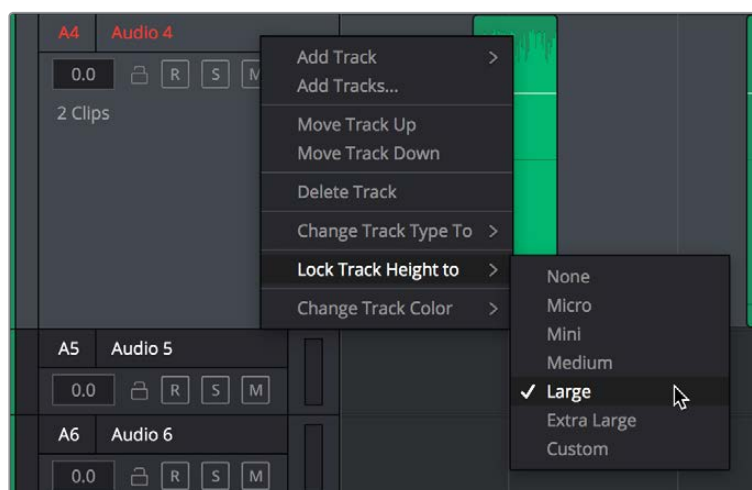 A4 Audio 4
0.0 R S M
2 Clips
Add Track >
Add Tracks...
Move Track Up
Move Track Down
Delete Track
Change Track Type To >
Lock Track Height to >
Change Track Color >
None
Micro
Mini
Medium
✓ Large
Extra Large
Custom
A5 Audio 5
0.0 R S M
A6 Audio 6
0.0 R S M